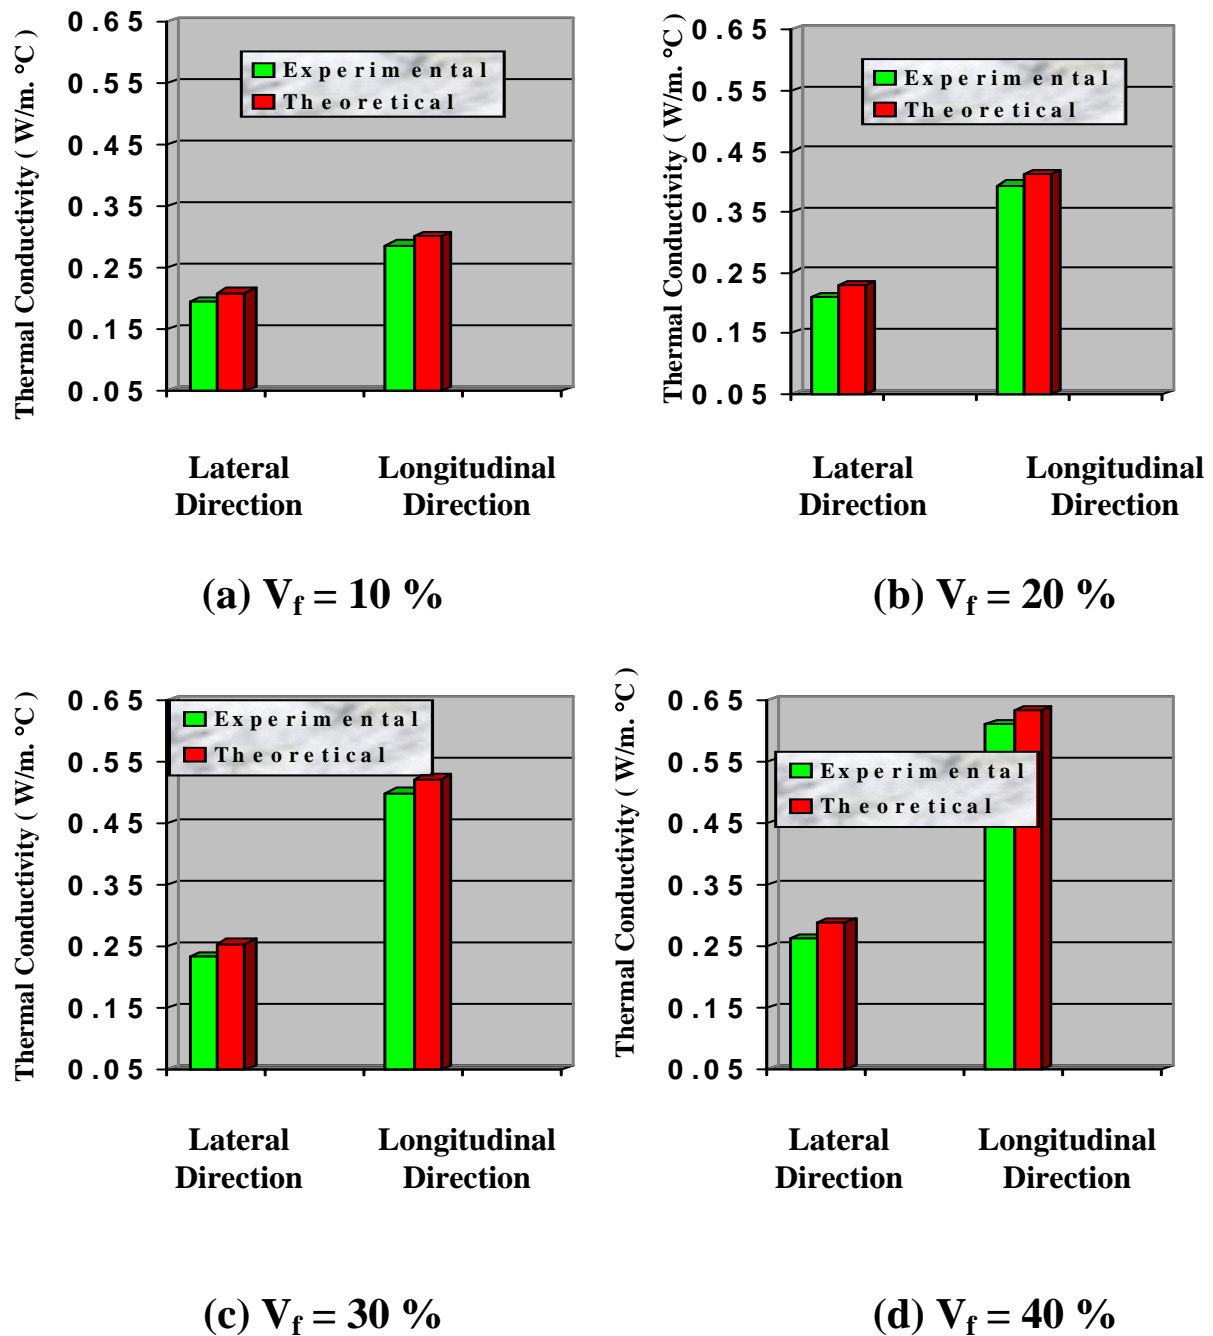 Thermal Conductivity ( W/m. °C )
0.65
0.55
0.45
0.35
0.25
0.15
0.05
Experimental
Theoretical
Lateral Direction
Longitudinal Direction
(a) Vf = 10 %
Thermal Conductivity ( W/m. °C )
0.65
0.55
0.45
0.35
0.25
0.15
0.05
Experimental
Theoretical
Lateral Direction
Longitudinal Direction
(b) Vf = 20 %
Thermal Conductivity ( W/m. °C )
0.65
0.55
0.45
0.35
0.25
0.15
0.05
Experimental
Theoretical
Lateral Direction
Longitudinal Direction
(c) Vf = 30 %
Thermal Conductivity ( W/m. °C )
0.65
0.55
0.45
0.35
0.25
0.15
0.05
Experimental
Theoretical
Lateral Direction
Longitudinal Direction
(d) Vf = 40 %